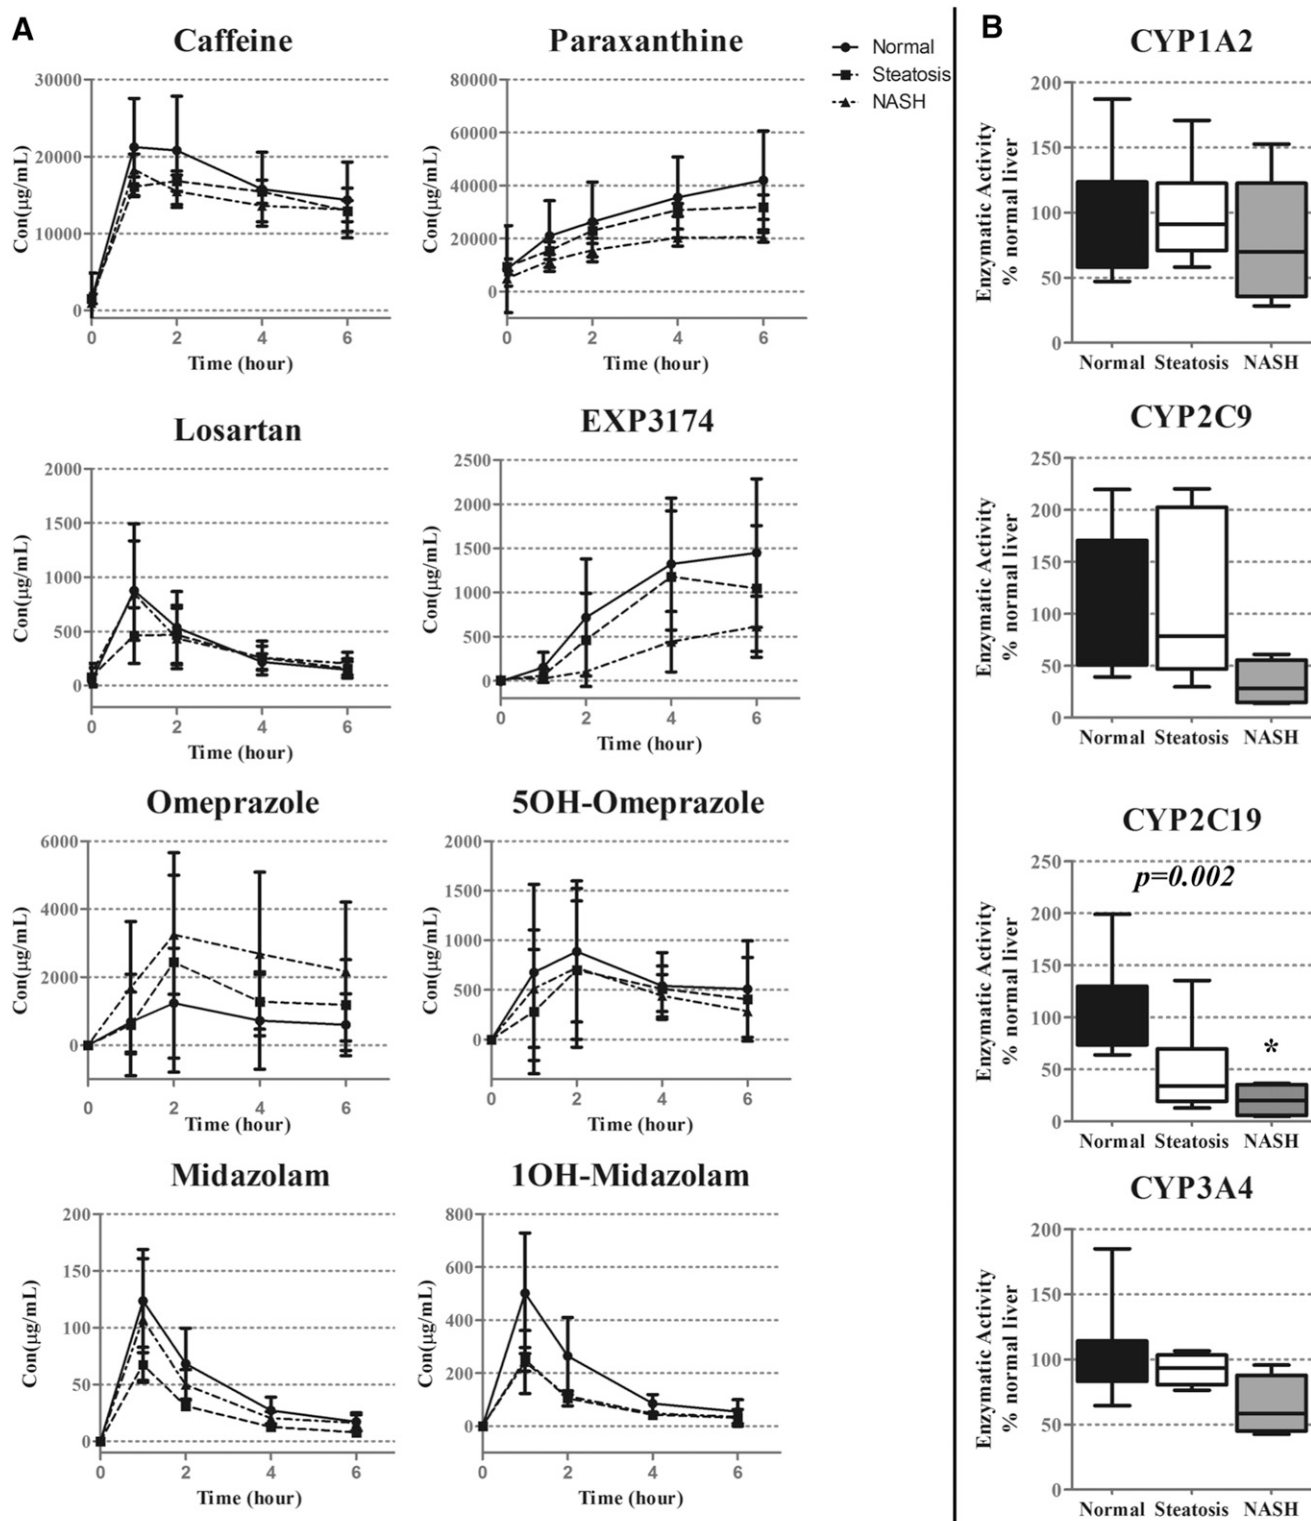 A
Caffeine
Con(µg/mL)
30000
20000
10000
0
0 2 4 6
Time (hour)
Paraxanthine
Con(µg/mL)
80000
60000
40000
20000
0
0 2 4 6
Time (hour)
Normal
Steatosis
NASH
Losartan
Con(µg/mL)
2000
1500
1000
500
0
0 2 4 6
Time (hour)
EXP3174
Con(µg/mL)
2500
2000
1500
1000
500
0
0 2 4 6
Time (hour)
Omeprazole
Con(µg/mL)
6000
4000
2000
0
0 2 4 6
Time (hour)
5OH-Omeprazole
Con(µg/mL)
2000
1500
1000
500
0
0 2 4 6
Time (hour)
Midazolam
Con(µg/mL)
200
150
100
50
0
0 2 4 6
Time (hour)
1OH-Midazolam
Con(µg/mL)
800
600
400
200
0
0 2 4 6
Time (hour)
B
CYP1A2
Enzymatic Activity
% normal liver
200
150
100
50
0
Normal Steatosis NASH
CYP2C9
Enzymatic Activity
% normal liver
250
200
150
100
50
0
Normal Steatosis NASH
CYP2C19
p=0.002
Enzymatic Activity
% normal liver
250
200
150
100
50
0
*
Normal Steatosis NASH
CYP3A4
Enzymatic Activity
% normal liver
200
150
100
50
0
Normal Steatosis NASH